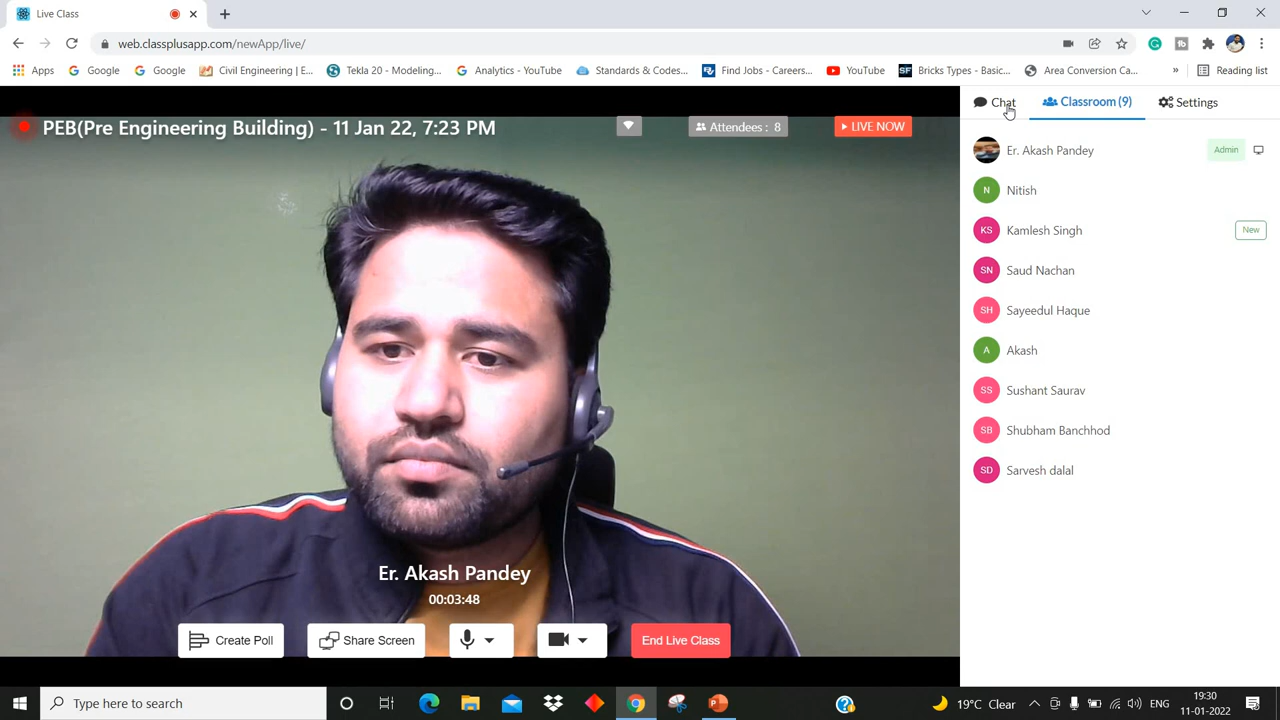 Live Class
web.classplusapp.com/newApp/live/
Apps
Google
Google
Civil Engineering | E...
Tekla 20 - Modeling...
Analytics - YouTube
Standards & Codes...
Find Jobs - Careers...
YouTube
SF
Bricks Types - Basic...
Area Conversion Ca...
»
Reading list
PEB(Pre Engineering Building) - 11 Jan 22, 7:23 PM
Attendees : 8
LIVE NOW
Chat
Classroom (9)
Settings
Er. Akash Pandey
Admin
N
Nitish
KS
Kamlesh Singh
New
SN
Saud Nachan
SH
Sayeedul Haque
A
Akash
SS
Sushant Saurav
SB
Shubham Banchhod
SD
Sarvesh dalal
Er. Akash Pandey
00:03:48
Create Poll
Share Screen
End Live Class
Type here to search
19°C Clear
ENG
19:30
11-01-2022